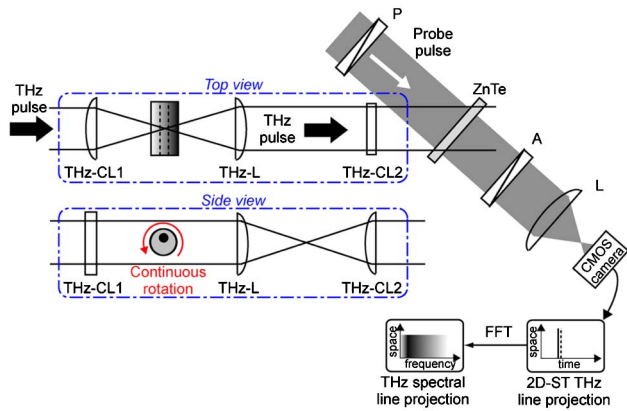 P
Probe
pulse
Top view
ZnTe
THz
pulse
THz
pulse
A
THz-CL1
THz-L
THz-CL2
L
Side view
CMOS
camera
Continuous
rotation
THz-CL1
THz-L
THz-CL2
space
frequency
FFT
space
time
THz spectral
line projection
2D-ST THz
line projection